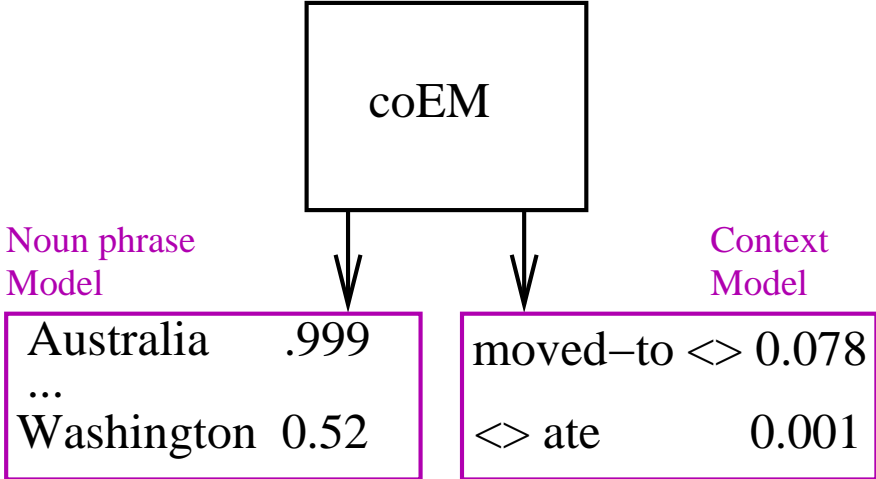 coEM
Noun phrase
Model
Australia .999
...
Washington 0.52
Context
Model
moved−to <> 0.078
<> ate 0.001